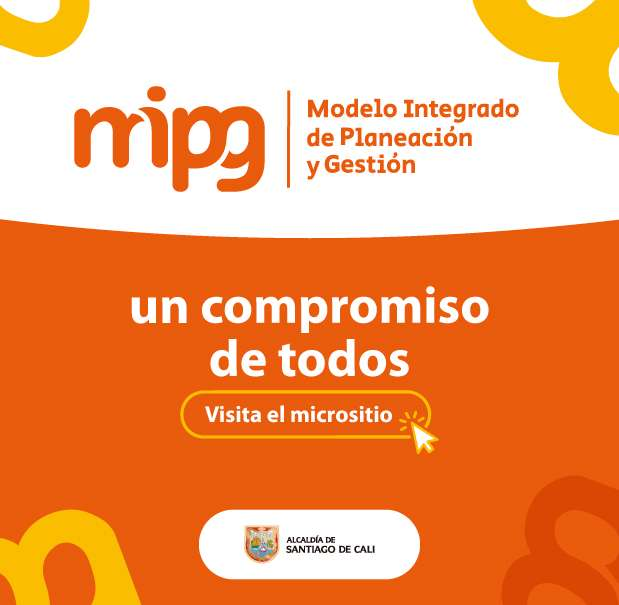 mipg
Modelo Integrado
de Planeación
y Gestión
un compromiso
de todos
Visita el micrositio
ALCALDÍA DE
SANTIAGO DE CALI